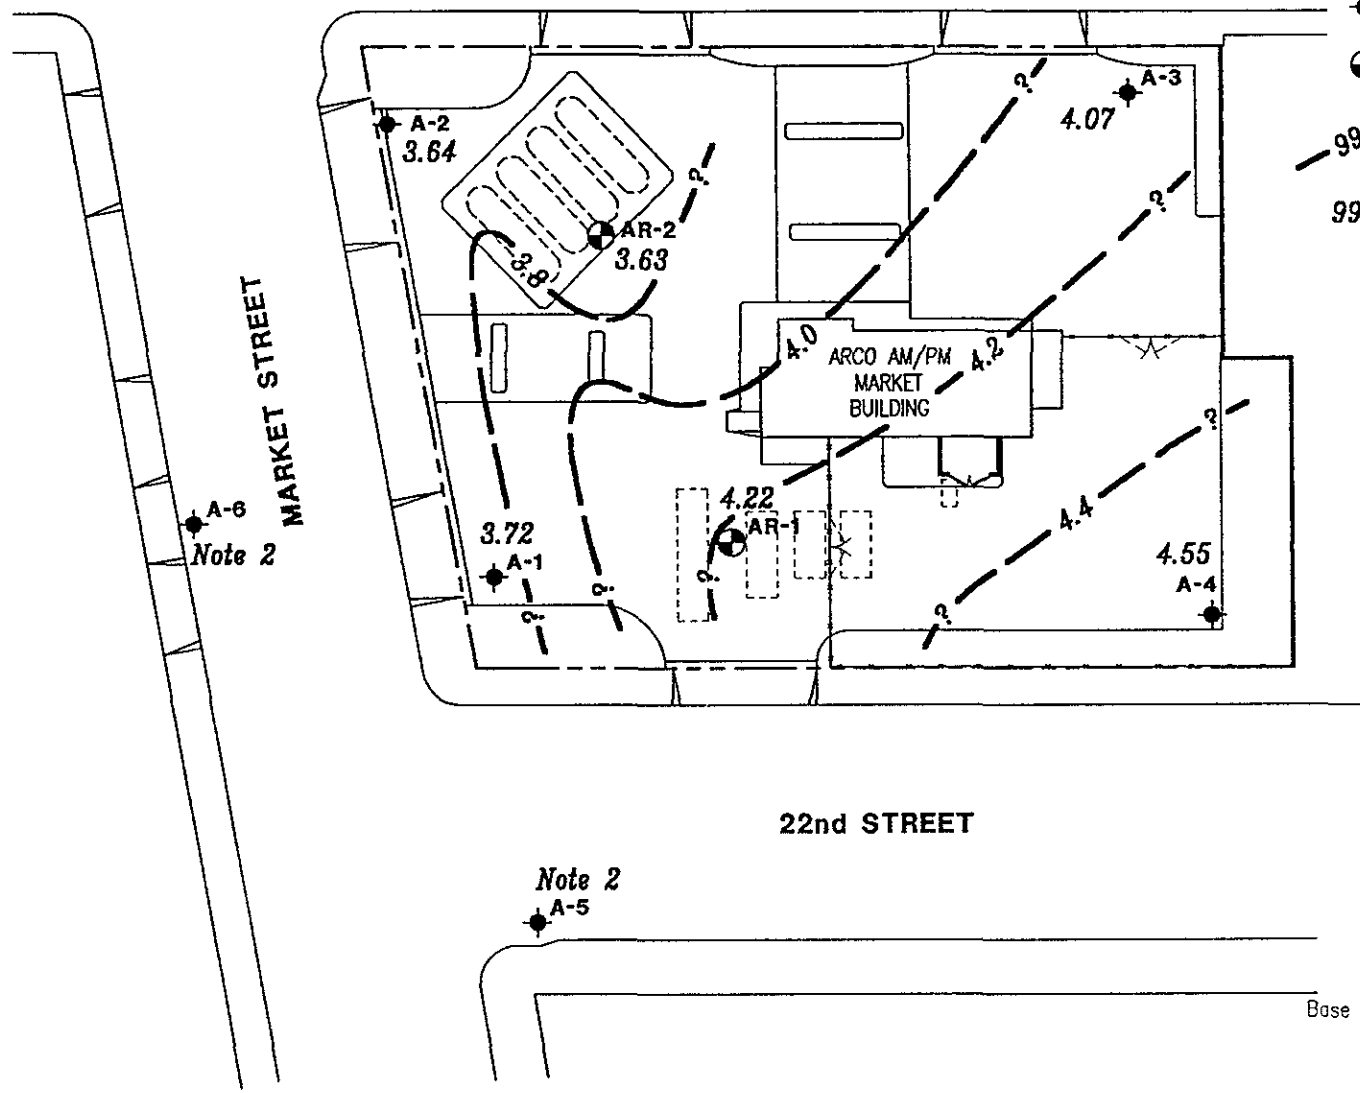 A-3
4.07
A-2
3.64
99
AR-2
3.63
3.8
?
?
?
99
MARKET STREET
4.0
ARCO AM/PM
MARKET
BUILDING
4.2
?
A-6
Note 2
3.72
A-1
?
?
4.22
AR-1
?
4.4
4.55
A-4
?
22nd STREET
Note 2
A-5
Base